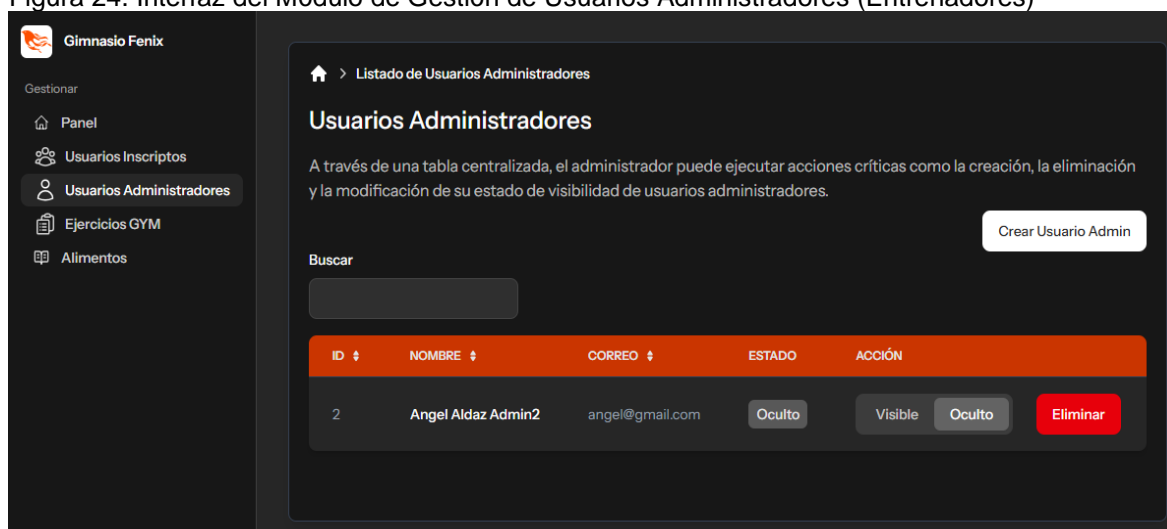 Figura 24. Interfaz del Módulo de Gestión de Usuarios Administradores (Entrenadores)
Gimnasio Fenix
Gestionar
Panel
Usuarios Inscriptos
Usuarios Administradores
Ejercicios GYM
Alimentos
> Listado de Usuarios Administradores
Usuarios Administradores
A través de una tabla centralizada, el administrador puede ejecutar acciones críticas como la creación, la eliminación
y la modificación de su estado de visibilidad de usuarios administradores.
Crear Usuario Admin
Buscar
ID NOMBRE CORREO ESTADO ACCIÓN
2 Angel Aldaz Admin2 angel@gmail.com Oculto Visible Oculto Eliminar